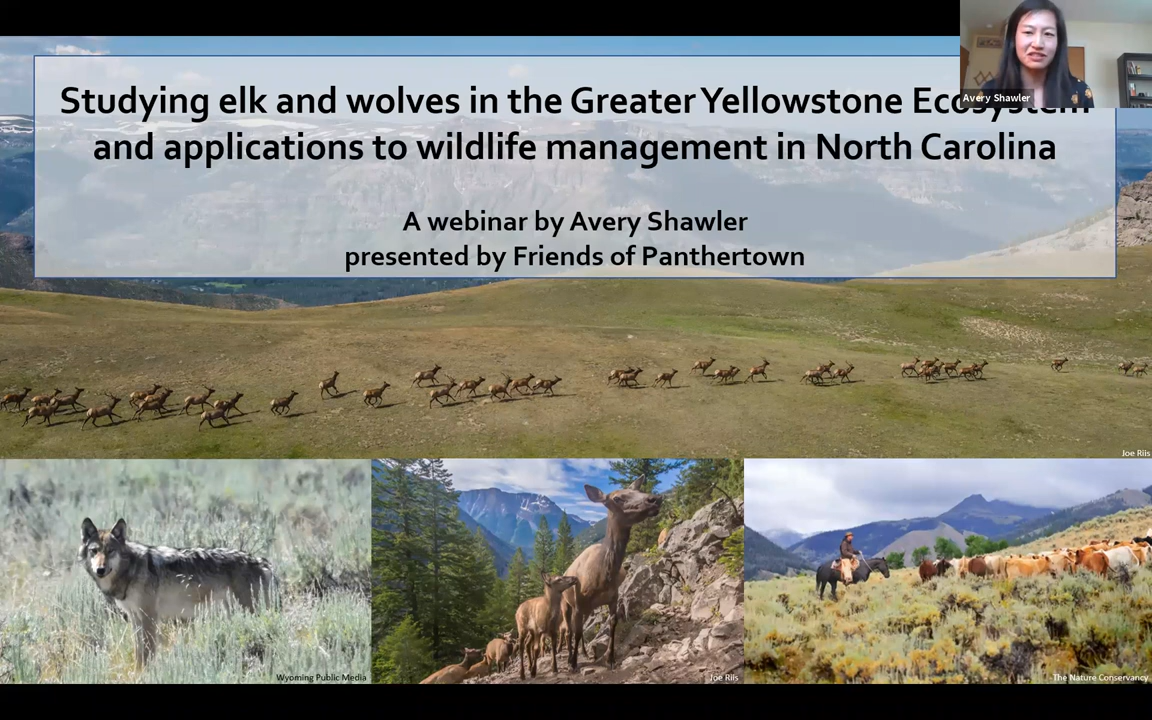 Studying elk and wolves in the Greater Yellowstone Ecosystem
and applications to wildlife management in North Carolina
A webinar by Avery Shawler
presented by Friends of Panthertown
Avery Shawler
Joe Riis
Wyoming Public Media
Joe Riis
The Nature Conservancy